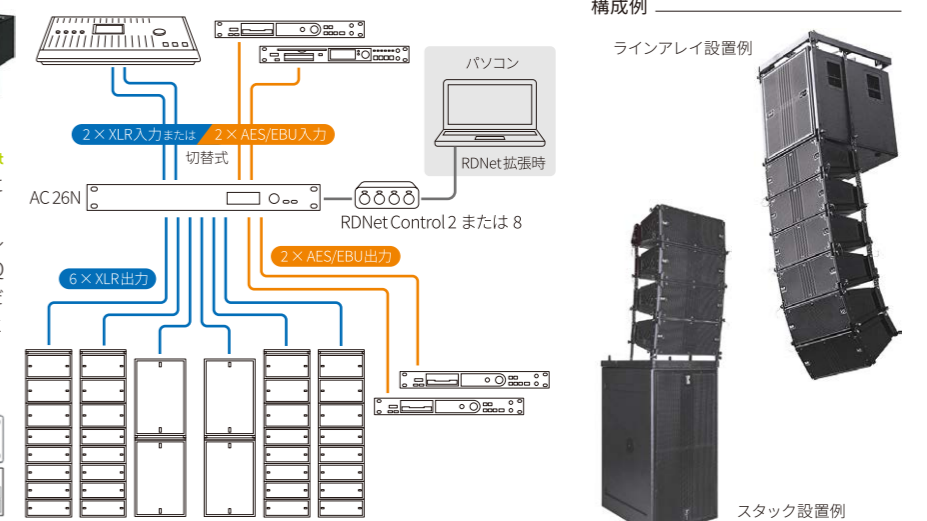 構成例
ラインアレイ設置例
パソコン
2×XLR入力または
2×AES/EBU入力
切替式
RDNet拡張時
AC 26N
RDNet Control 2 または 8
2×AES/EBU出力
6×XLR出力
スタック設置例